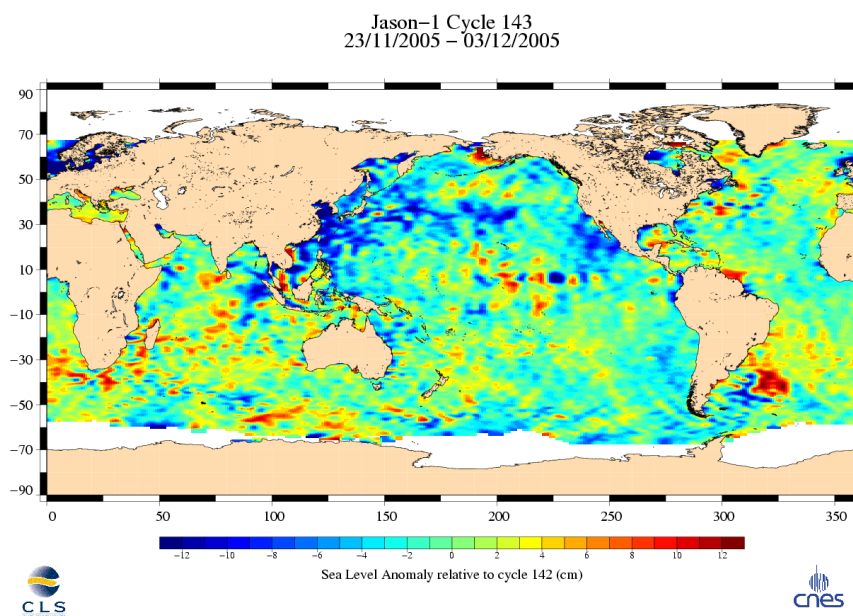 Jason−1 Cycle 143
23/11/2005 − 03/12/2005
90
70
50
30
10
−10
−30
−50
−70
−90
0 50 100 150 200 250 300 350
−12 −10 −8 −6 −4 −2 0 2 4 6 8 10 12
Sea Level Anomaly relative to cycle 142 (cm)
CLS
cnes